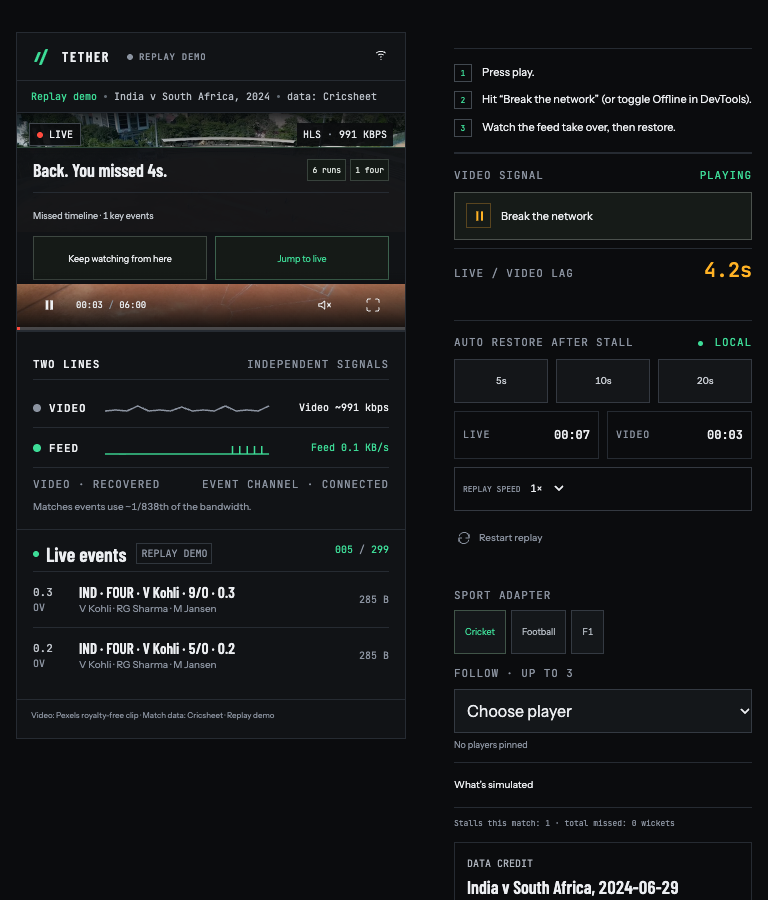 TETHER
REPLAY DEMO
Replay demo • India v South Africa, 2024 • data: Cricsheet
LIVE
HLS · 991 KBPS
Back. You missed 4s.
6 runs
1 four
Missed timeline · 1 key events
Keep watching from here
Jump to live
00:03 / 06:00
TWO LINES
INDEPENDENT SIGNALS
VIDEO
Video ~991 kbps
FEED
Feed 0.1 KB/s
VIDEO · RECOVERED
EVENT CHANNEL · CONNECTED
Matches events use ~1/838th of the bandwidth.
Live events
REPLAY DEMO
005 / 299
0.3
OV
IND · FOUR · V Kohli · 9/0 · 0.3
V Kohli · RG Sharma · M Jansen
285 B
0.2
OV
IND · FOUR · V Kohli · 5/0 · 0.2
V Kohli · RG Sharma · M Jansen
285 B
Video: Pexels royalty-free clip · Match data: Cricsheet · Replay demo
1 Press play.
2 Hit “Break the network” (or toggle Offline in DevTools).
3 Watch the feed take over, then restore.
VIDEO SIGNAL
PLAYING
Break the network
LIVE / VIDEO LAG
4.2s
AUTO RESTORE AFTER STALL
LOCAL
5s
10s
20s
LIVE
00:07
VIDEO
00:03
REPLAY SPEED 1×
Restart replay
SPORT ADAPTER
Cricket
Football
F1
FOLLOW · UP TO 3
Choose player
No players pinned
What's simulated
Stalls this match: 1 · total missed: 0 wickets
DATA CREDIT
India v South Africa, 2024-06-29